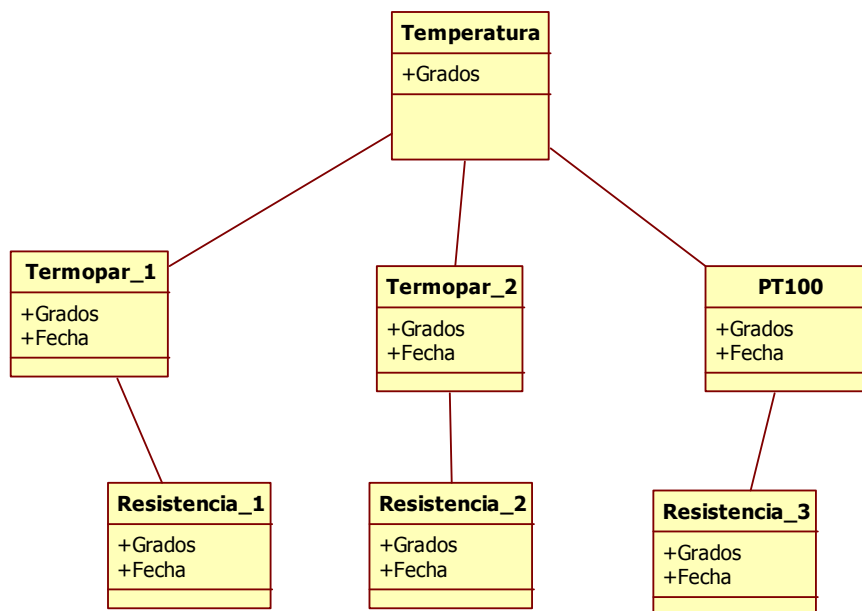 Temperatura
+Grados
Termopar_1
+Grados
+Fecha
Termopar_2
+Grados
+Fecha
PT100
+Grados
+Fecha
Resistencia_1
+Grados
+Fecha
Resistencia_2
+Grados
+Fecha
Resistencia_3
+Grados
+Fecha